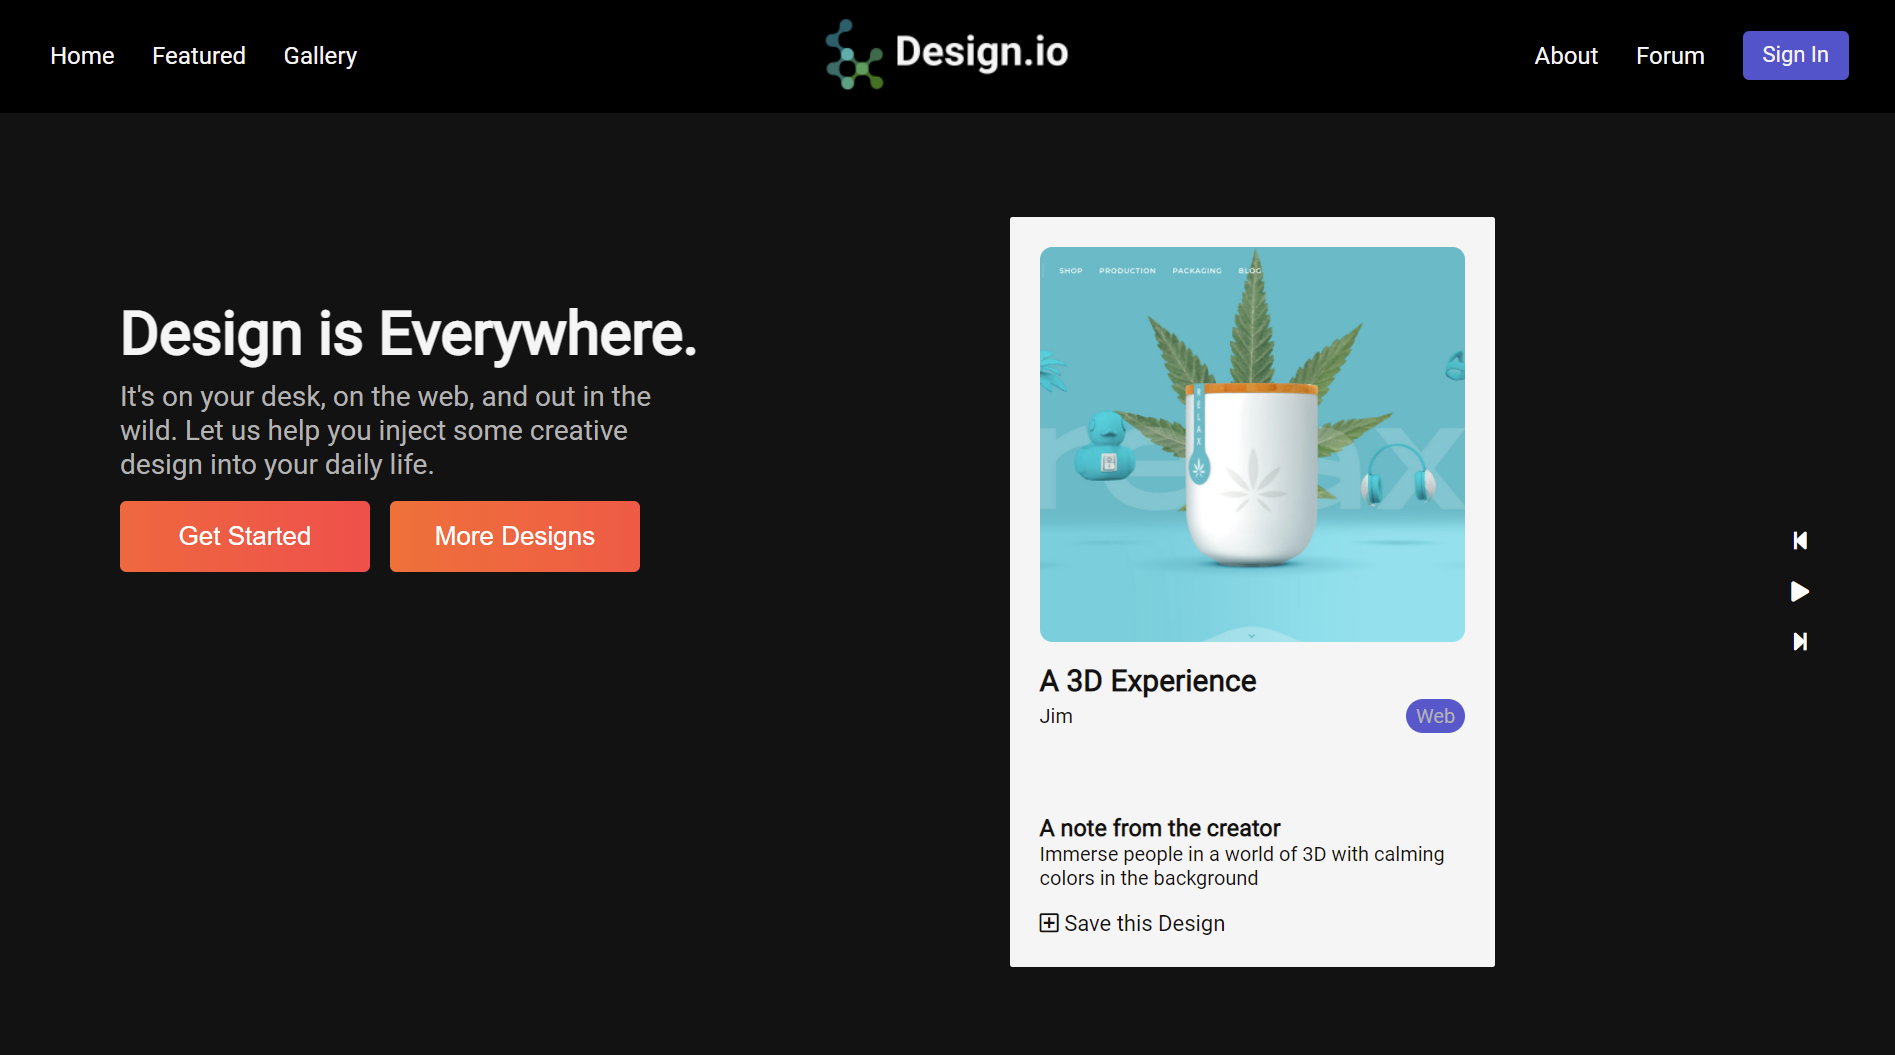 Home Featured Gallery
Design.io
About Forum Sign In
Design is Everywhere.
It's on your desk, on the web, and out in the
wild. Let us help you inject some creative
design into your daily life.
Get Started More Designs
SHOP PRODUCTION PACKAGING BLOG
RELAX
relax
A 3D Experience
Jim
Web
A note from the creator
Immerse people in a world of 3D with calming
colors in the background
Save this Design